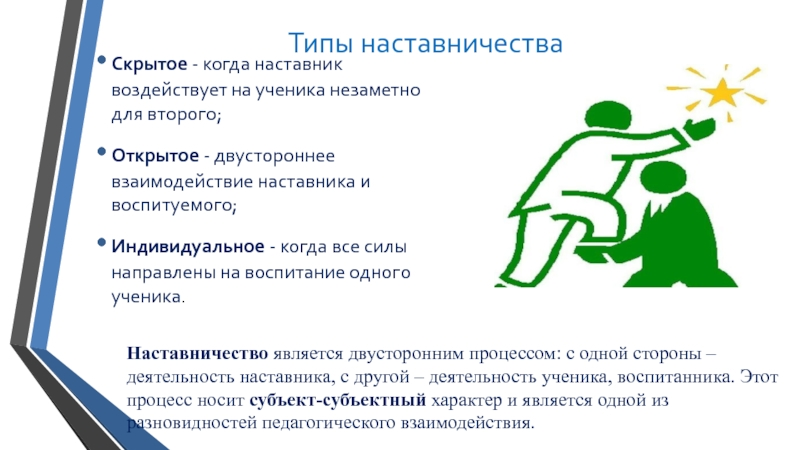 Типы наставничества
• Скрытое - когда наставник
воздействует на ученика незаметно
для второго;
• Открытое - двустороннее
взаимодействие наставника и
воспитуемого;
• Индивидуальное - когда все силы
направлены на воспитание одного
ученика.
Наставничество является двусторонним процессом: с одной стороны –
деятельность наставника, с другой – деятельность ученика, воспитанника. Этот
процесс носит субъект-субъектный характер и является одной из
разновидностей педагогического взаимодействия.